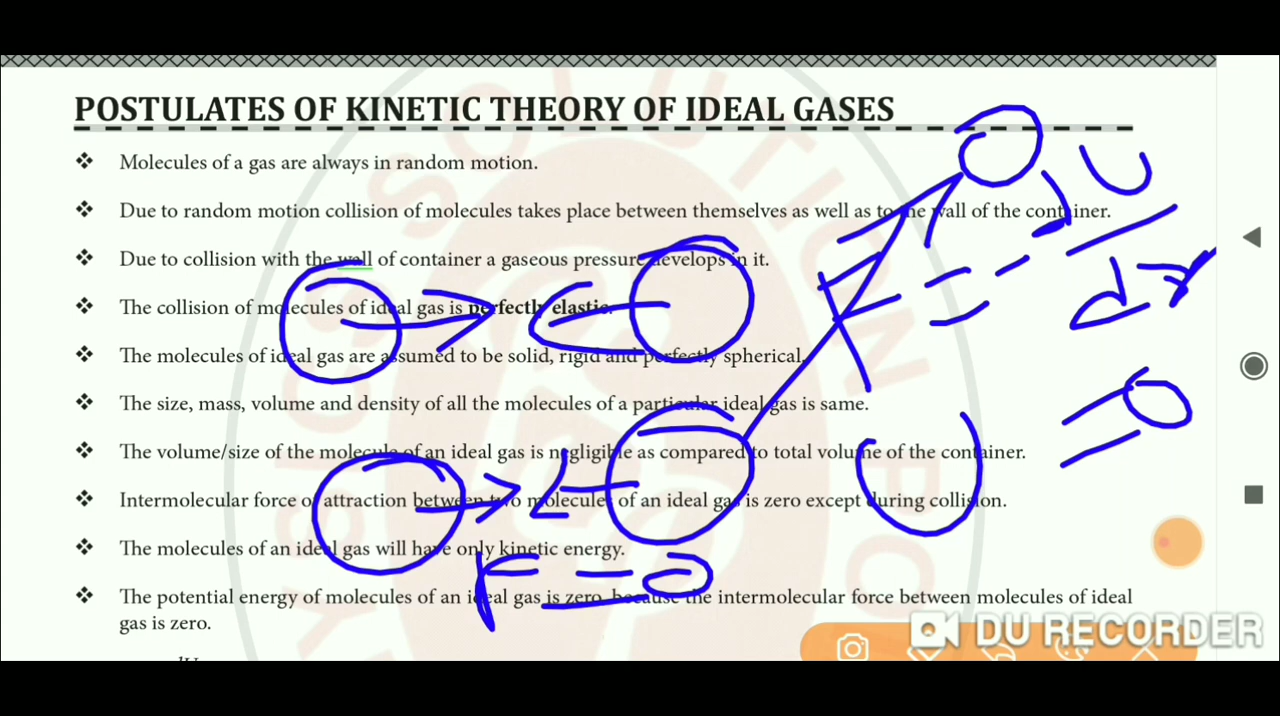 POSTULATES OF KINETIC THEORY OF IDEAL GASES
❖ Molecules of a gas are always in random motion.
❖ Due to random motion collision of molecules takes place between themselves as well as to the wall of the container.
❖ Due to collision with the wall of container a gaseous pressure develops in it.
❖ The collision of molecules of ideal gas is perfectly elastic.
❖ The molecules of ideal gas are assumed to be solid, rigid and perfectly spherical.
❖ The size, mass, volume and density of all the molecules of a particular ideal gas is same.
❖ The volume/size of the molecule of an ideal gas is negligible as compared to total volume of the container.
❖ Intermolecular force of attraction between two molecules of an ideal gas is zero except during collision.
❖ The molecules of an ideal gas will have only kinetic energy.
❖ The potential energy of molecules of an ideal gas is zero, because the intermolecular force between molecules of ideal
gas is zero.
F = - dU
dx
= 0
U
F = 0
DU RECORDER